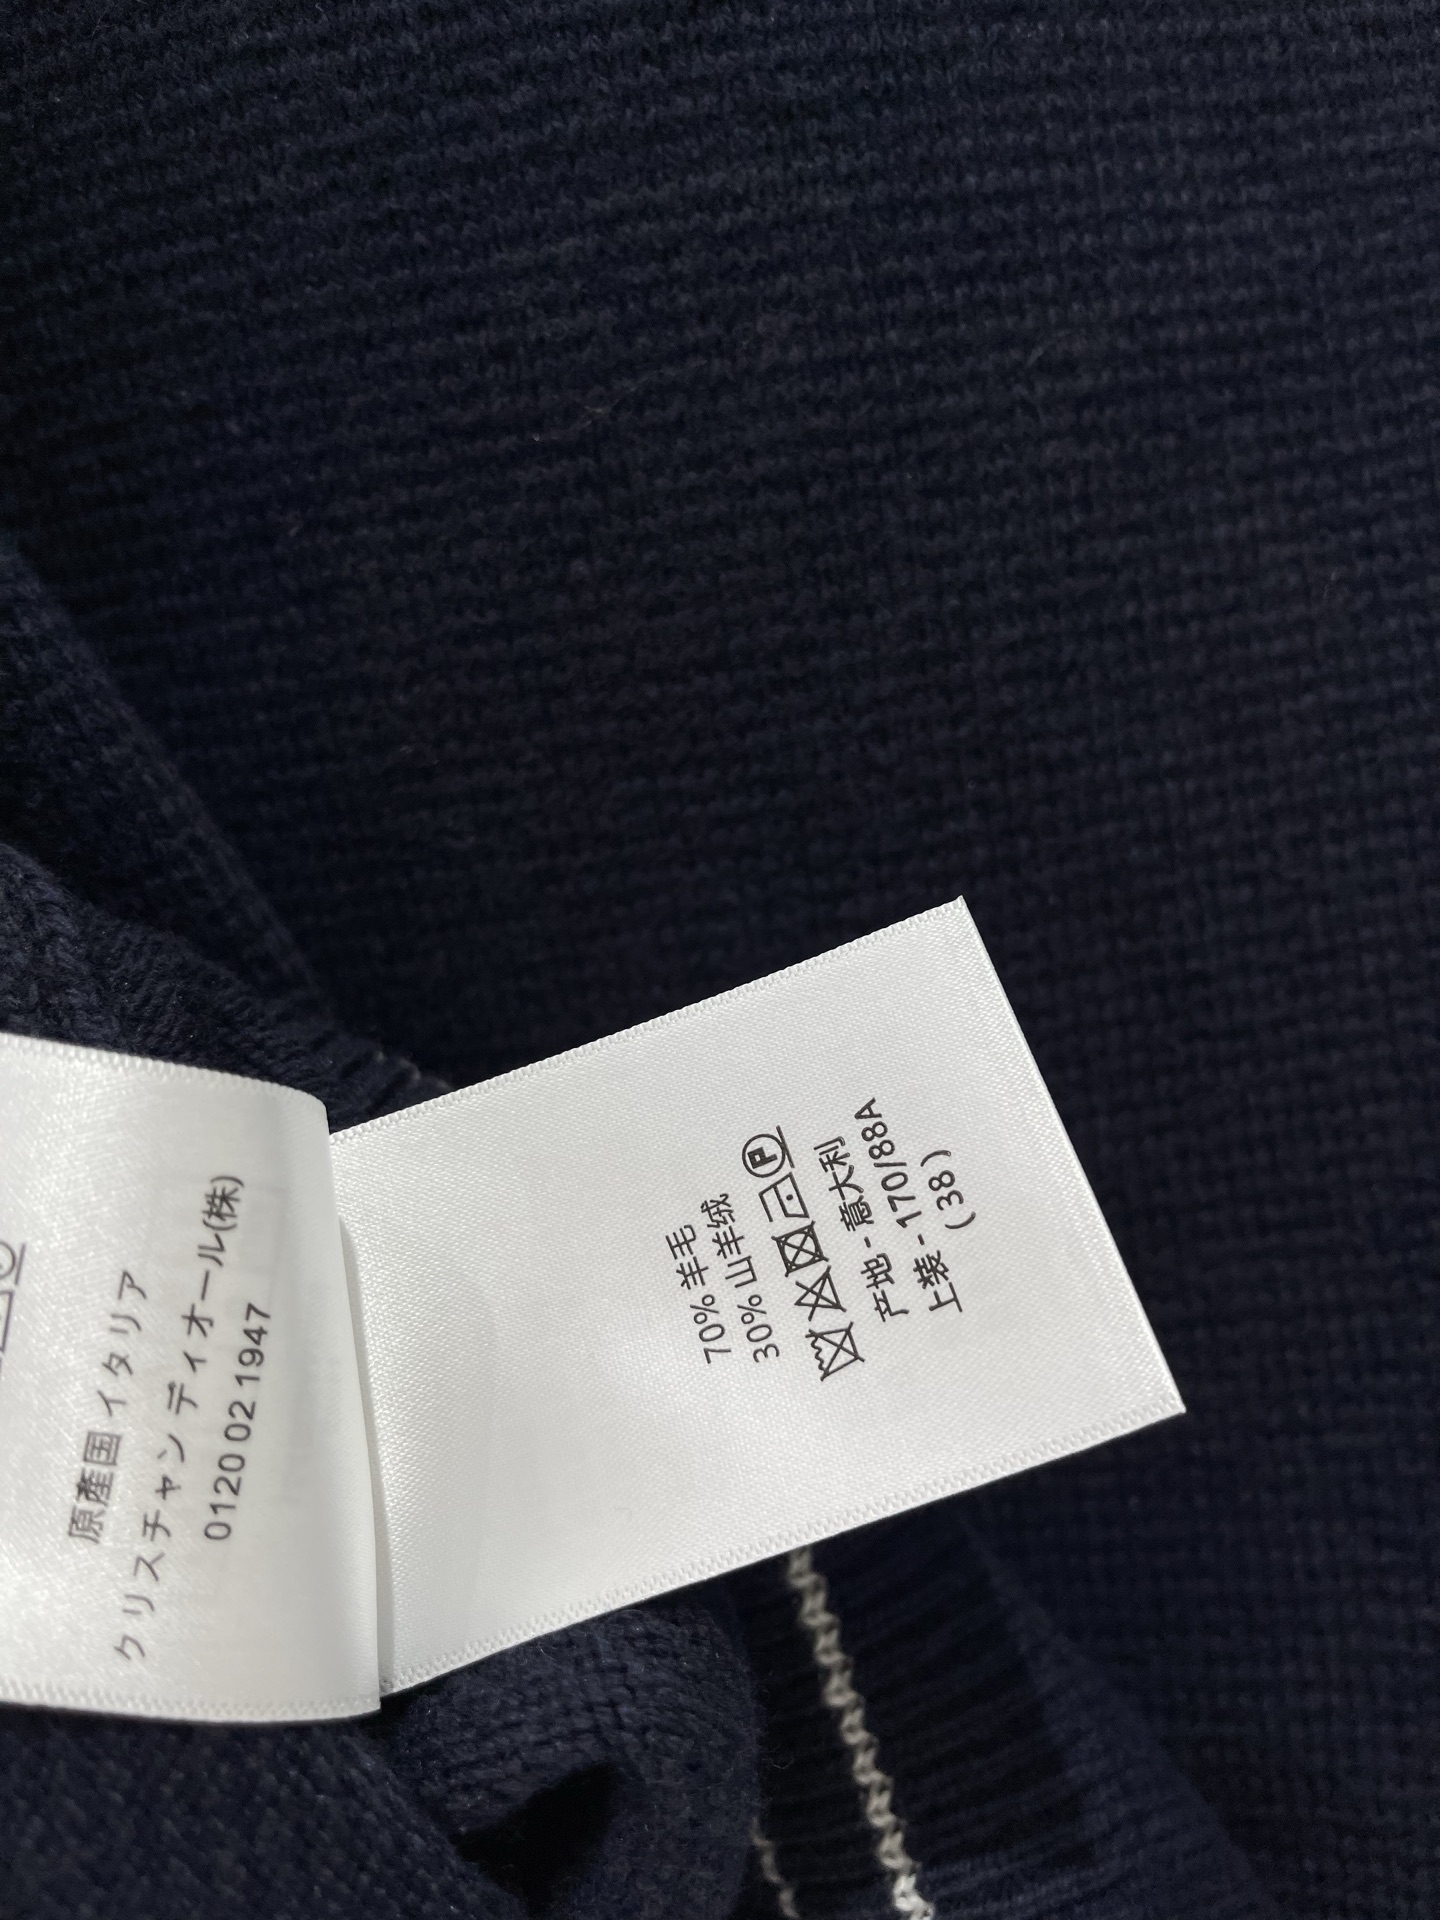 原産国 イタリア
クリスチャン ディオール(株)
0120 02 1947
70% 羊毛
30% 山羊绒
P
产地 - 意大利
上装 - 170/88A
(38)